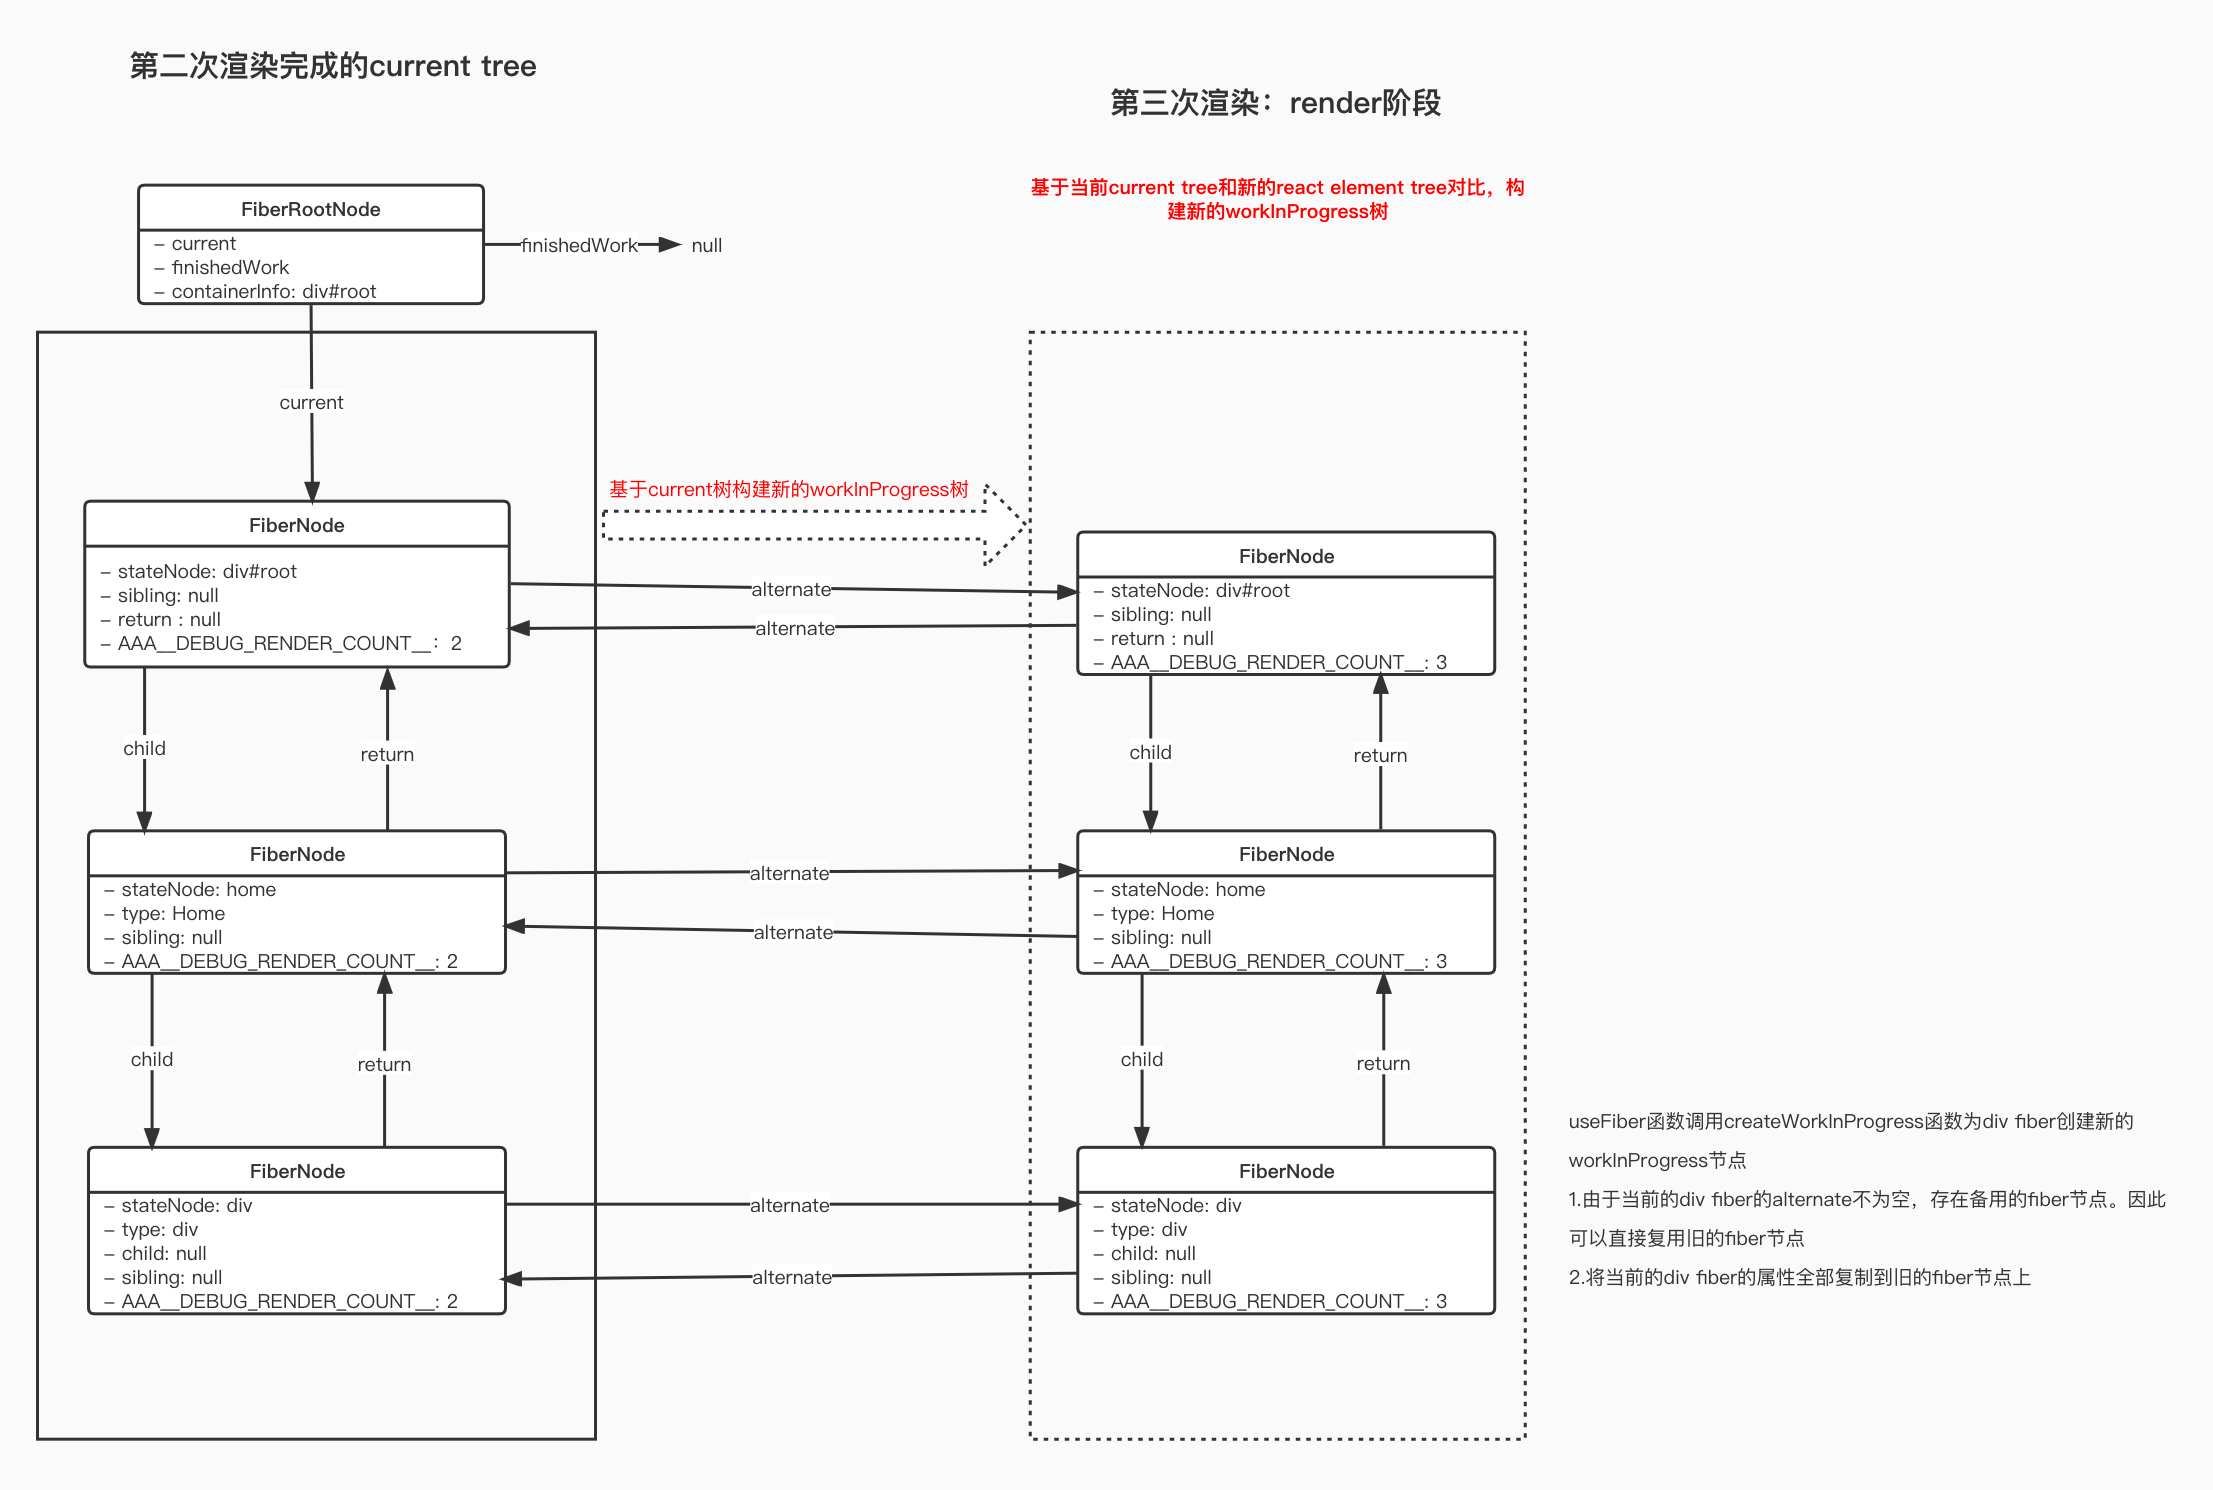 第二次渲染完成的current tree
第三次渲染：render阶段
基于当前current tree和新的react element tree对比，构
建新的workInProgress树
FiberRootNode
– current
– finishedWork
– containerInfo: div#root
finishedWork
null
current
基于current树构建新的workInProgress树
FiberNode
– stateNode: div#root
– sibling: null
– return : null
– AAA__DEBUG_RENDER_COUNT__： 2
alternate
alternate
FiberNode
– stateNode: div#root
– sibling: null
– return : null
– AAA__DEBUG_RENDER_COUNT__: 3
child
return
child
return
FiberNode
– stateNode: home
– type: Home
– sibling: null
– AAA__DEBUG_RENDER_COUNT__: 2
alternate
alternate
FiberNode
– stateNode: home
– type: Home
– sibling: null
– AAA__DEBUG_RENDER_COUNT__: 3
child
return
child
return
FiberNode
– stateNode: div
– type: div
– child: null
– sibling: null
– AAA__DEBUG_RENDER_COUNT__: 2
alternate
alternate
FiberNode
– stateNode: div
– type: div
– child: null
– sibling: null
– AAA__DEBUG_RENDER_COUNT__: 3
useFiber函数调用createWorkInProgress函数为div fiber创建新的
workInProgress节点
1.由于当前的div fiber的alternate不为空，存在备用的fiber节点。因此
可以直接复用旧的fiber节点
2.将当前的div fiber的属性全部复制到旧的fiber节点上